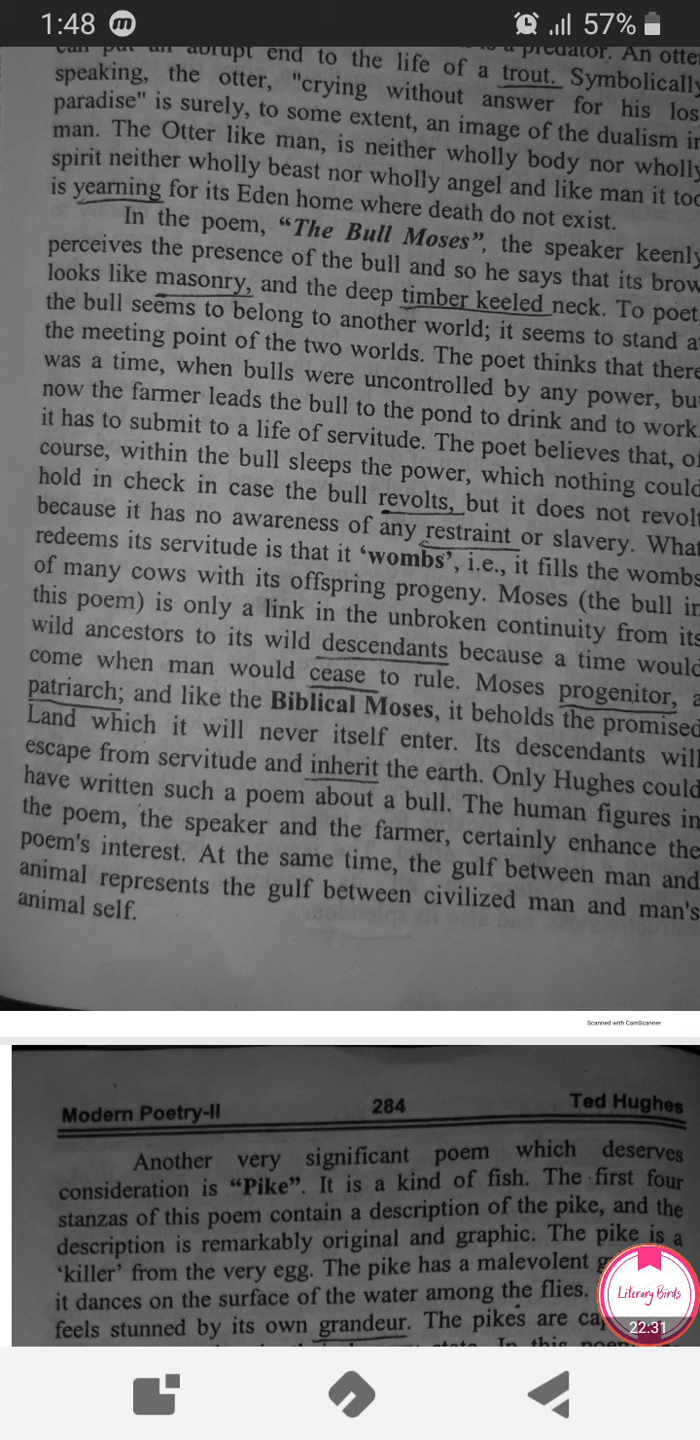 1:48 m 57%
can put an abrupt end to the life of a trout. Symbolically
is a predator. An otter
speaking, the otter, "crying without answer for his los
paradise" is surely, to some extent, an image of the dualism in
man. The Otter like man, is neither wholly body nor wholly
spirit neither wholly beast nor wholly angel and like man it too
is yearning for its Eden home where death do not exist.
In the poem, "The Bull Moses", the speaker keenly
perceives the presence of the bull and so he says that its brow
looks like masonry, and the deep timber keeled neck. To poet
the bull seems to belong to another world; it seems to stand a
the meeting point of the two worlds. The poet thinks that there
was a time, when bulls were uncontrolled by any power, bu
now the farmer leads the bull to the pond to drink and to work.
it has to submit to a life of servitude. The poet believes that, of
course, within the bull sleeps the power, which nothing could
hold in check in case the bull revolts, but it does not revolt
because it has no awareness of any restraint or slavery. What
redeems its servitude is that it 'wombs', i.e., it fills the wombs
of many cows with its offspring progeny. Moses (the bull in
this poem) is only a link in the unbroken continuity from its
wild ancestors to its wild descendants because a time would
come when man would cease to rule. Moses progenitor, a
patriarch; and like the Biblical Moses, it beholds the promised
Land which it will never itself enter. Its descendants will
escape from servitude and inherit the earth. Only Hughes could
have written such a poem about a bull. The human figures in
the poem, the speaker and the farmer, certainly enhance the
poem's interest. At the same time, the gulf between man and
animal represents the gulf between civilized man and man's
animal self.
Scanned with CamScanner
Modern Poetry-II 284 Ted Hughes
Another very significant poem which deserves
consideration is "Pike". It is a kind of fish. The first four
stanzas of this poem contain a description of the pike, and the
description is remarkably original and graphic. The pike is a
'killer' from the very egg. The pike has a malevolent g
it dances on the surface of the water among the flies.
feels stunned by its own grandeur. The pikes are ca
In this
Literary Birds
22:31